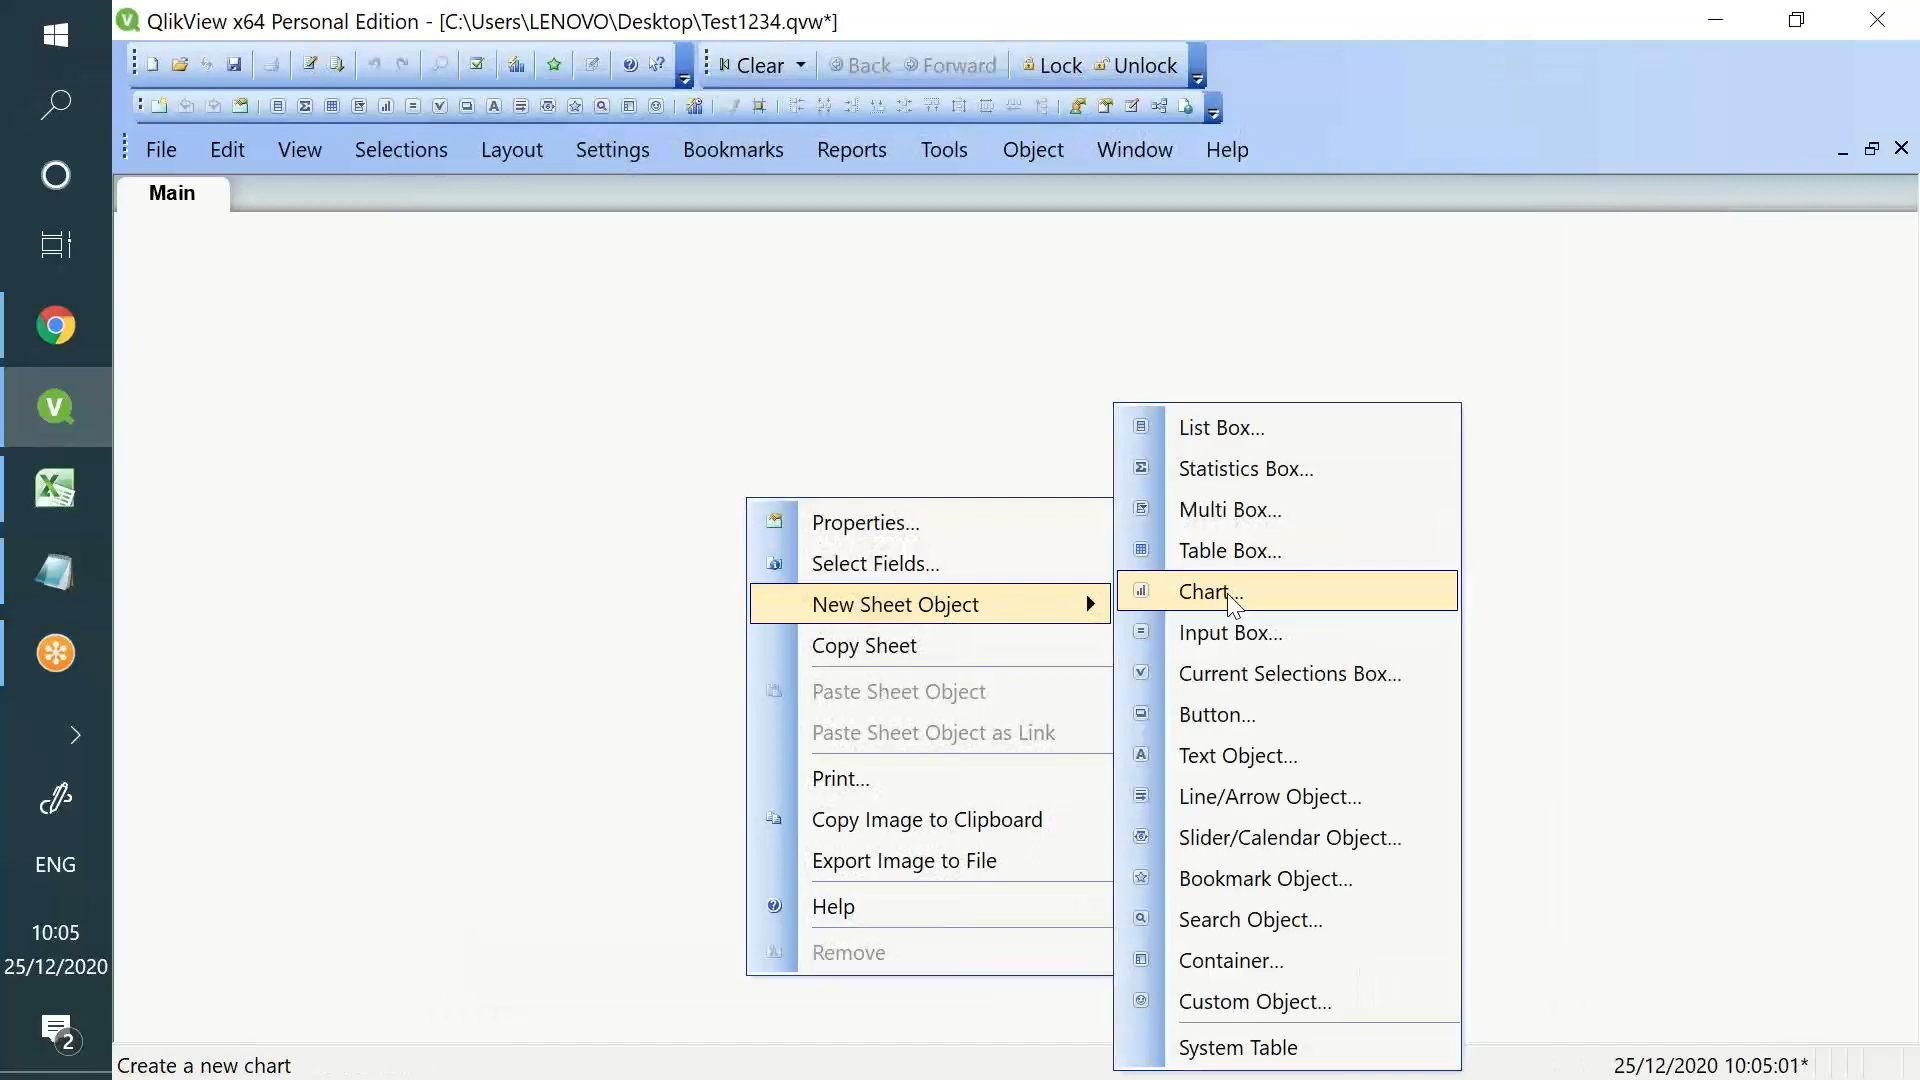 QlikView x64 Personal Edition - [C:\Users\LENOVO\Desktop\Test1234.qvw*]
Clear Back Forward Lock Unlock
File Edit View Selections Layout Settings Bookmarks Reports Tools Object Window Help
Main
List Box...
Statistics Box...
Multi Box...
Table Box...
Chart...
Input Box...
Current Selections Box...
Button...
Text Object...
Line/Arrow Object...
Slider/Calendar Object...
Bookmark Object...
Search Object...
Container...
Custom Object...
System Table
Properties...
Select Fields...
New Sheet Object
Copy Sheet
Paste Sheet Object
Paste Sheet Object as Link
Print...
Copy Image to Clipboard
Export Image to File
Help
Remove
ENG
10:05
25/12/2020
2
Create a new chart
25/12/2020 10:05:01*